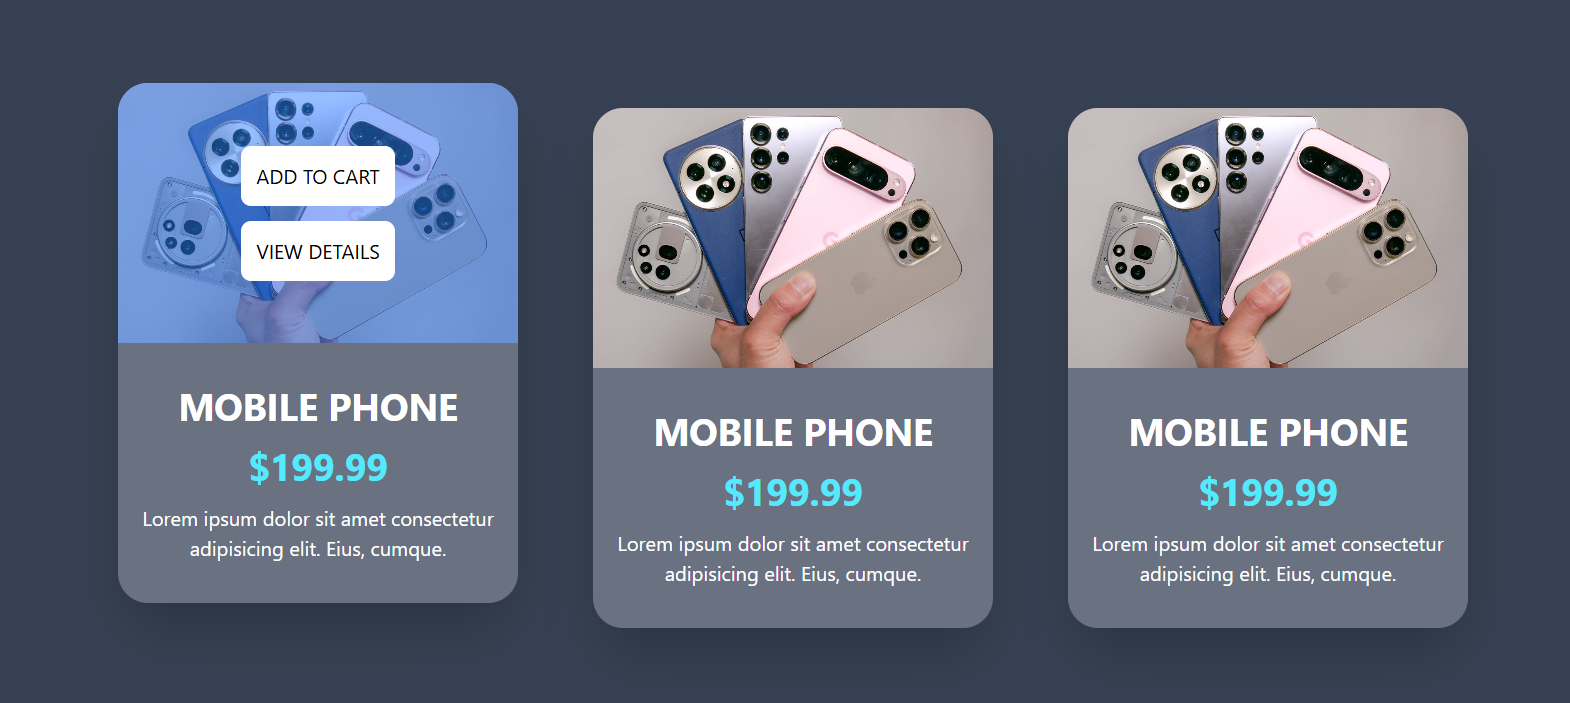 ADD TO CART
VIEW DETAILS
MOBILE PHONE
$199.99
Lorem ipsum dolor sit amet consectetur
adipisicing elit. Eius, cumque.
MOBILE PHONE
$199.99
Lorem ipsum dolor sit amet consectetur
adipisicing elit. Eius, cumque.
MOBILE PHONE
$199.99
Lorem ipsum dolor sit amet consectetur
adipisicing elit. Eius, cumque.